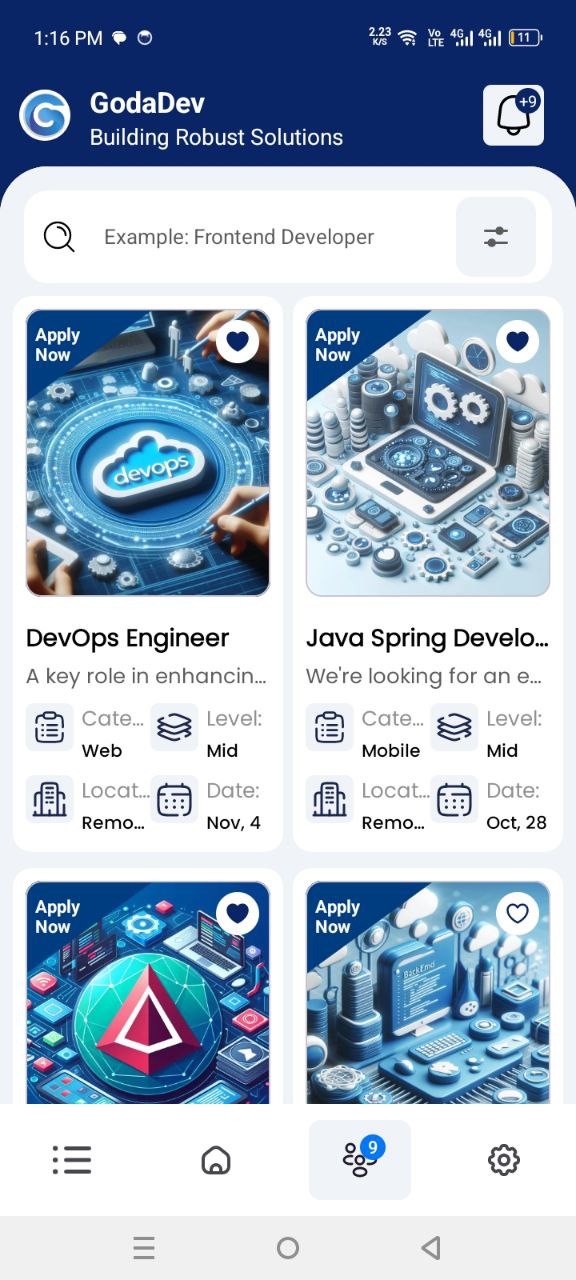 1:16 PM
2.23
K/S
Vo
LTE
4G
4G
11
GodaDev
+9
Building Robust Solutions
Example: Frontend Developer
Apply
Now
devops
Apply
Now
DevOps Engineer
A key role in enhancin...
Cate...
Web
Level:
Mid
Locat...
Remo...
Date:
Nov, 4
Java Spring Develo...
We're looking for an e...
Cate...
Mobile
Level:
Mid
Locat...
Remo...
Date:
Oct, 28
Apply
Now
Apply
Now
BackEmd
9